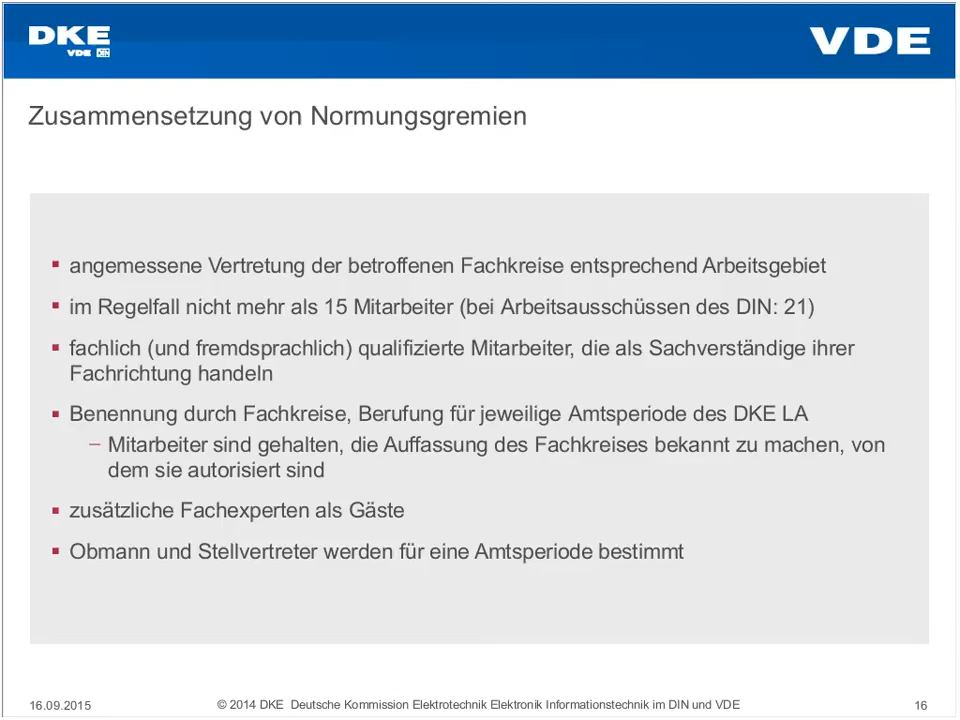 DKE
VDE DIN
VDE
Zusammensetzung von Normungsgremien
▪ angemessene Vertretung der betroffenen Fachkreise entsprechend Arbeitsgebiet
▪ im Regelfall nicht mehr als 15 Mitarbeiter (bei Arbeitsausschüssen des DIN: 21)
▪ fachlich (und fremdsprachlich) qualifizierte Mitarbeiter, die als Sachverständige ihrer
Fachrichtung handeln
▪ Benennung durch Fachkreise, Berufung für jeweilige Amtsperiode des DKE LA
– Mitarbeiter sind gehalten, die Auffassung des Fachkreises bekannt zu machen, von
dem sie autorisiert sind
▪ zusätzliche Fachexperten als Gäste
▪ Obmann und Stellvertreter werden für eine Amtsperiode bestimmt
16.09.2015
© 2014 DKE Deutsche Kommission Elektrotechnik Elektronik Informationstechnik im DIN und VDE
16